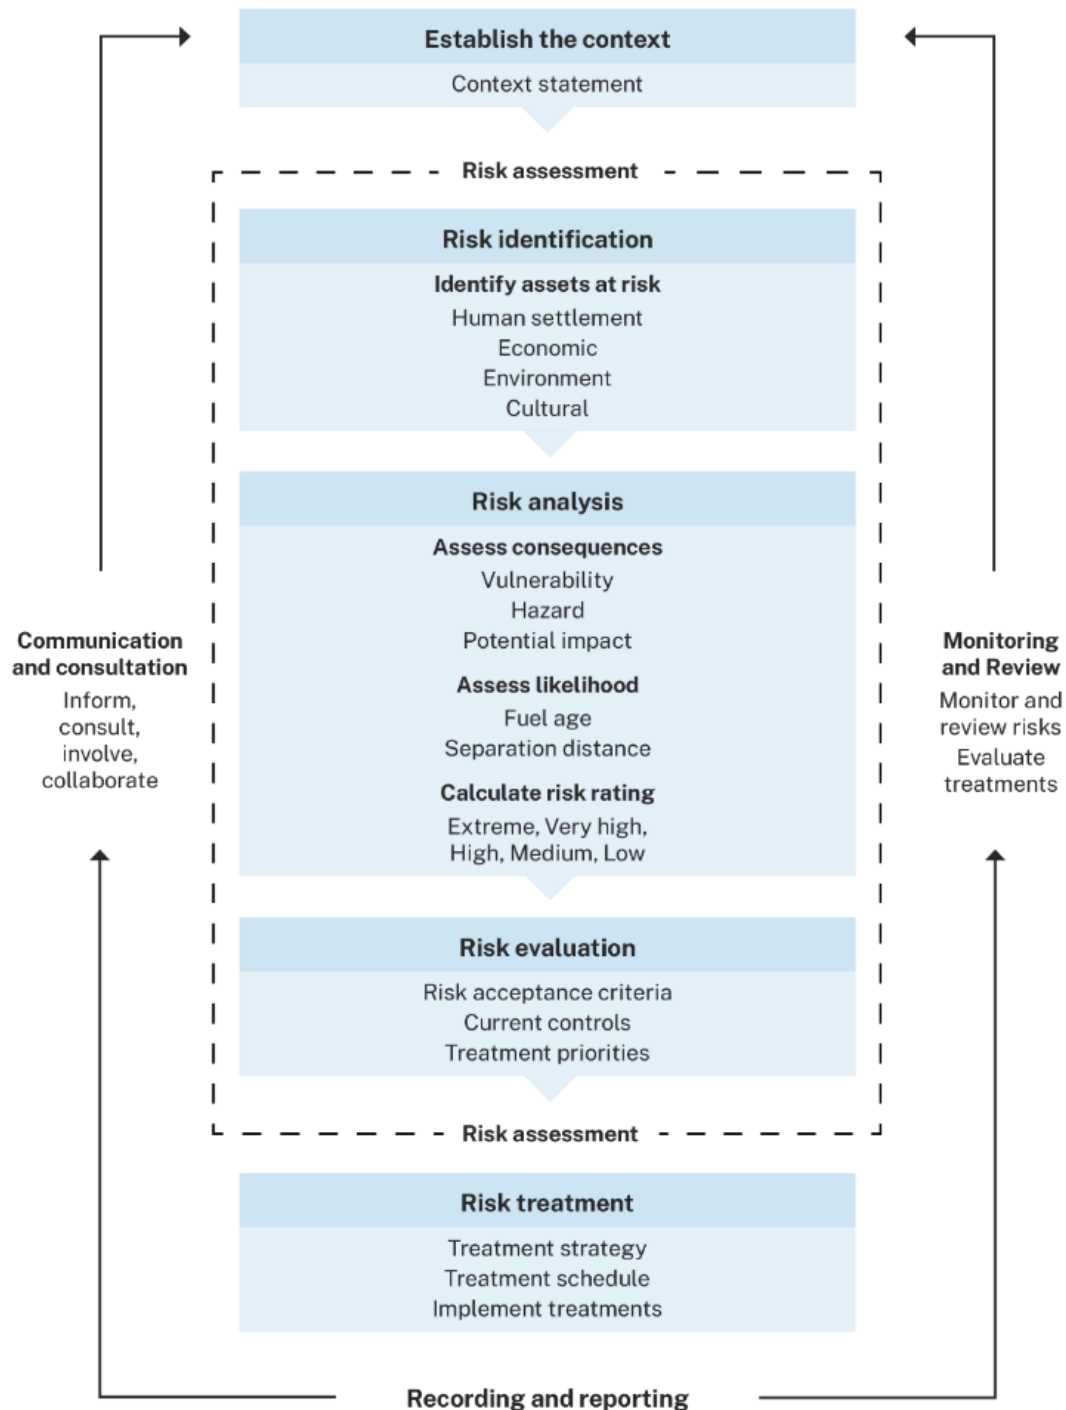 Establish the context
Context statement
Risk assessment
Risk identification
Identify assets at risk
Human settlement
Economic
Environment
Cultural
Risk analysis
Assess consequences
Vulnerability
Hazard
Potential impact
Assess likelihood
Fuel age
Separation distance
Calculate risk rating
Extreme, Very high,
High, Medium, Low
Risk evaluation
Risk acceptance criteria
Current controls
Treatment priorities
Risk assessment
Risk treatment
Treatment strategy
Treatment schedule
Implement treatments
Communication
and consultation
Inform,
consult,
involve,
collaborate
Monitoring
and Review
Monitor and
review risks
Evaluate
treatments
Recording and reporting